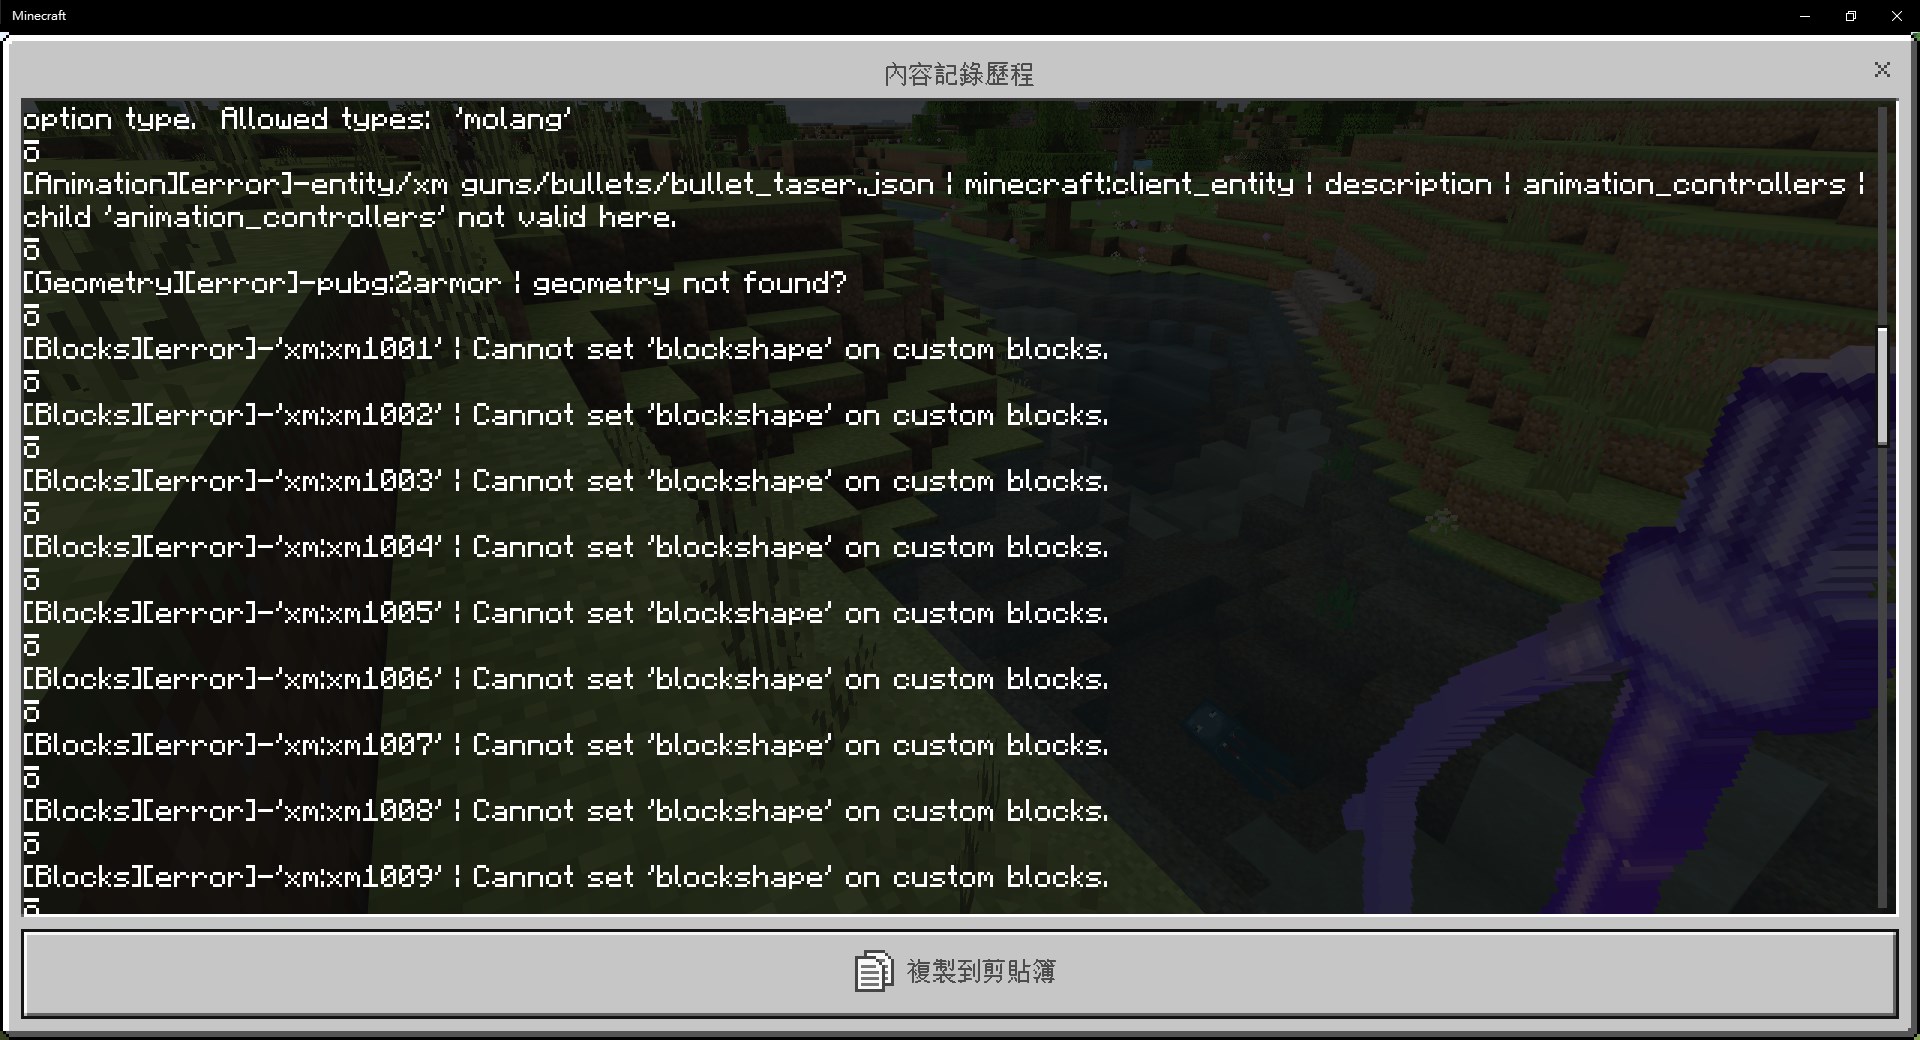 Minecraft
內容記錄歷程
option type.  Allowed types:  'molang'
ō
[Animation][error]-entity/xm guns/bullets/bullet_taser.json | minecraft:client_entity | description | animation_controllers |
child 'animation_controllers' not valid here.
ō
[Geometry][error]-pubg:2armor | geometry not found?
ō
[Blocks][error]-'xm:xm1001' | Cannot set 'blockshape' on custom blocks.
ō
[Blocks][error]-'xm:xm1002' | Cannot set 'blockshape' on custom blocks.
ō
[Blocks][error]-'xm:xm1003' | Cannot set 'blockshape' on custom blocks.
ō
[Blocks][error]-'xm:xm1004' | Cannot set 'blockshape' on custom blocks.
ō
[Blocks][error]-'xm:xm1005' | Cannot set 'blockshape' on custom blocks.
ō
[Blocks][error]-'xm:xm1006' | Cannot set 'blockshape' on custom blocks.
ō
[Blocks][error]-'xm:xm1007' | Cannot set 'blockshape' on custom blocks.
ō
[Blocks][error]-'xm:xm1008' | Cannot set 'blockshape' on custom blocks.
ō
[Blocks][error]-'xm:xm1009' | Cannot set 'blockshape' on custom blocks.
ō
複製到剪貼簿